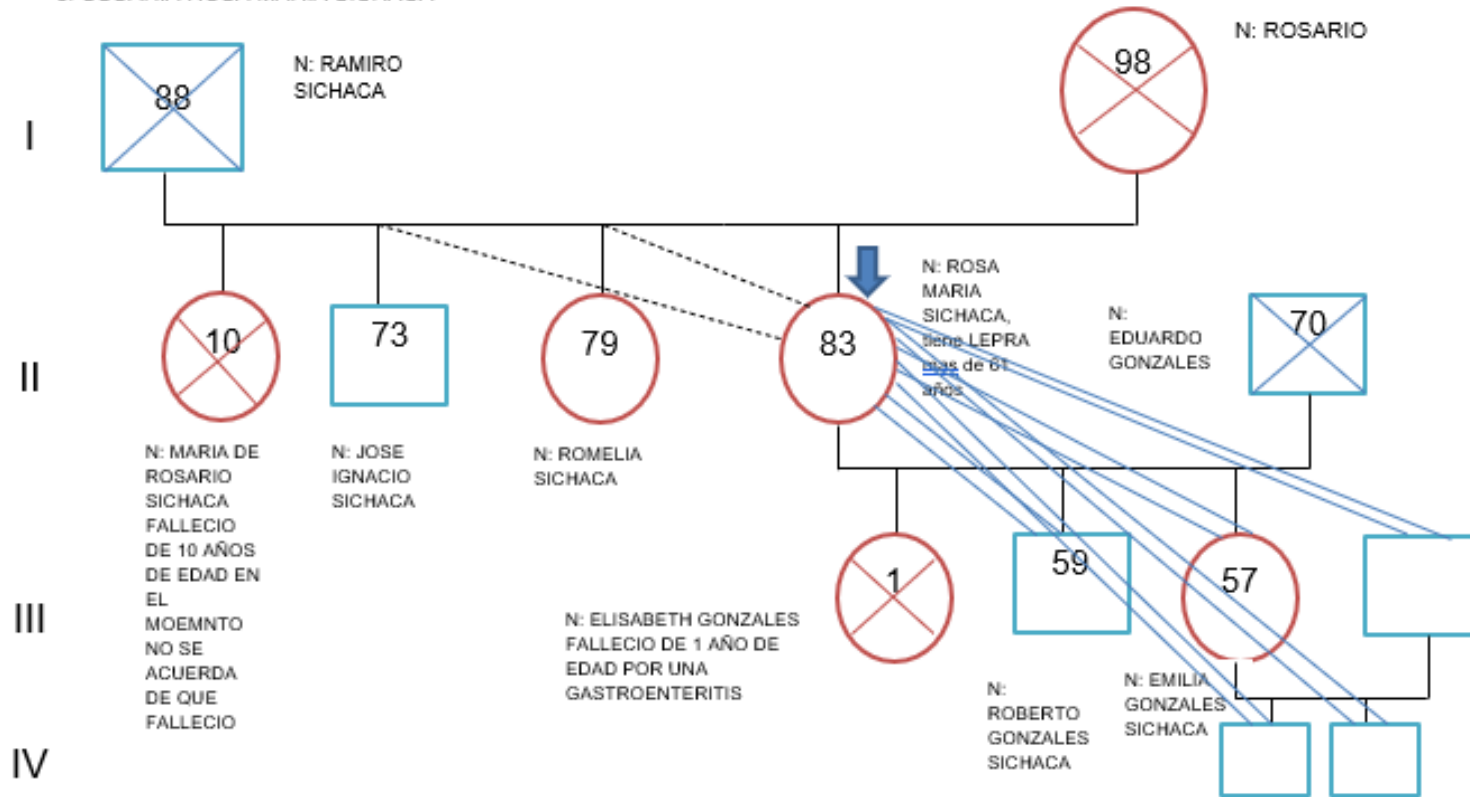 88
N: RAMIRO
SICHACA
98
N: ROSARIO
I
10
73
79
83
N: ROSA
MARIA
SICHACA,
tiene LEPRA
mas de 61
años
N:
EDUARDO
GONZALES
70
II
N: MARIA DE
ROSARIO
SICHACA
FALLECIO
DE 10 AÑOS
DE EDAD EN
EL
MOEMNTO
NO SE
ACUERDA
DE QUE
FALLECIO
N: JOSE
IGNACIO
SICHACA
N: ROMELIA
SICHACA
1
59
57
III
N: ELISABETH GONZALES
FALLECIO DE 1 AÑO DE
EDAD POR UNA
GASTROENTERITIS
N:
ROBERTO
GONZALES
SICHACA
N: EMILIA
GONZALES
SICHACA
IV